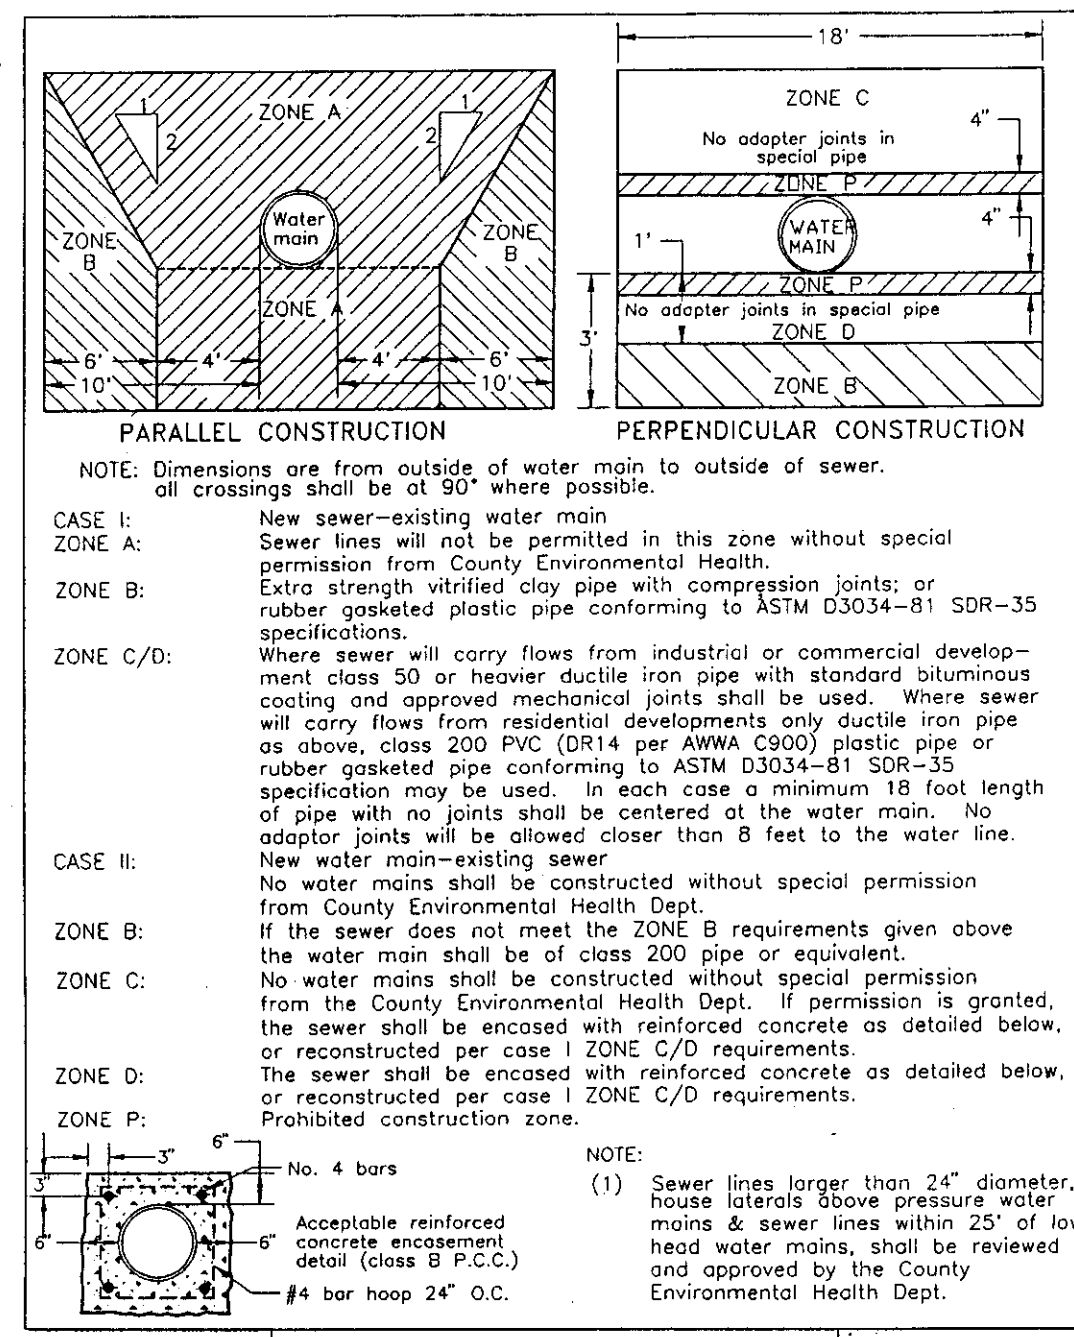 18'
ZONE A
1
2
1
2
Water
main
ZONE
B
ZONE
B
ZONE A
6'
4'
4'
6'
10'
10'
PARALLEL CONSTRUCTION
ZONE C
4"
No adapter joints in
special pipe
ZONE P
WATER
MAIN
4"
1'
ZONE P
No adapter joints in special pipe
ZONE D
3'
ZONE B
PERPENDICULAR CONSTRUCTION
NOTE: Dimensions are from outside of water main to outside of sewer.
all crossings shall be at 90° where possible.
CASE I: New sewer-existing water main
ZONE A: Sewer lines will not be permitted in this zone without special
permission from County Environmental Health.
ZONE B: Extra strength vitrified clay pipe with compression joints; or
rubber gasketed plastic pipe conforming to ASTM D3034-81 SDR-35
specifications.
ZONE C/D: Where sewer will carry flows from industrial or commercial develop-
ment class 50 or heavier ductile iron pipe with standard bituminous
coating and approved mechanical joints shall be used. Where sewer
will carry flows from residential developments only ductile iron pipe
as above, class 200 PVC (DR14 per AWWA C900) plastic pipe or
rubber gasketed pipe conforming to ASTM D3034-81 SDR-35
specification may be used. In each case a minimum 18 foot length
of pipe with no joints shall be centered at the water main. No
adaptor joints will be allowed closer than 8 feet to the water line.
CASE II: New water main-existing sewer
No water mains shall be constructed without special permission
from County Environmental Health Dept.
ZONE B: If the sewer does not meet the ZONE B requirements given above
the water main shall be of class 200 pipe or equivalent.
ZONE C: No water mains shall be constructed without special permission
from the County Environmental Health Dept. If permission is granted,
the sewer shall be encased with reinforced concrete as detailed below,
or reconstructed per case I ZONE C/D requirements.
ZONE D: The sewer shall be encased with reinforced concrete as detailed below,
or reconstructed per case I ZONE C/D requirements.
ZONE P: Prohibited construction zone.
6"
3"
3"
No. 4 bars
6"
6"
Acceptable reinforced
concrete encasement
detail (class B P.C.C.)
#4 bar hoop 24" O.C.
NOTE:
(1) Sewer lines larger than 24" diameter,
house laterals above pressure water
mains & sewer lines within 25' of low
head water mains, shall be reviewed
and approved by the County
Environmental Health Dept.